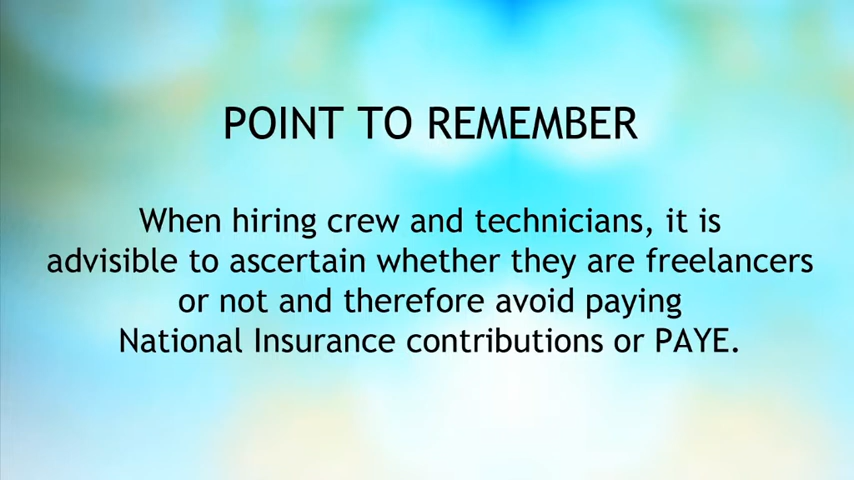 POINT TO REMEMBER
When hiring crew and technicians, it is
advisible to ascertain whether they are freelancers
or not and therefore avoid paying
National Insurance contributions or PAYE.